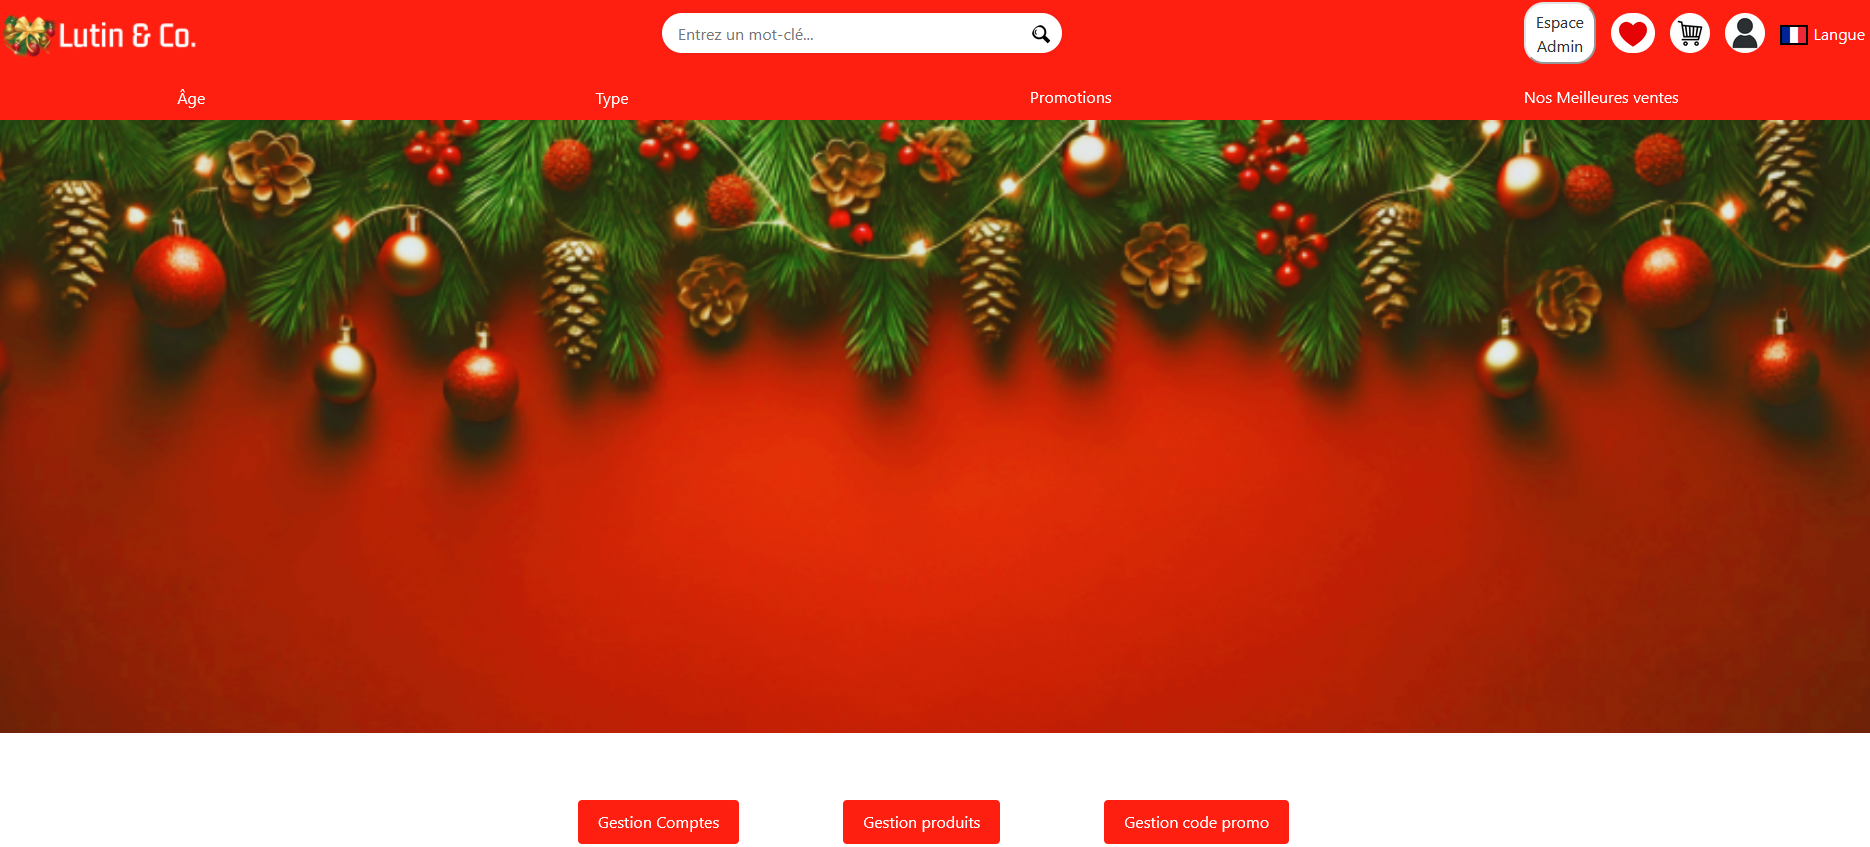 Lutin & Co.
Entrez un mot-clé...
Espace
Admin
Langue
Âge
Type
Promotions
Nos Meilleures ventes
Gestion Comptes
Gestion produits
Gestion code promo